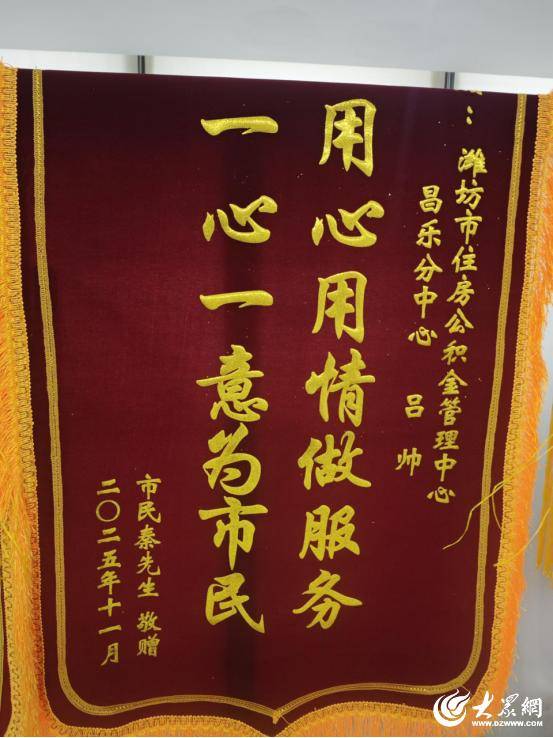 ：潍坊市住房公积金管理中心
昌乐分中心 吕帅
用心用情做服务
一心一意为市民
市民秦先生 敬赠
二〇二五年十一月
大众網
WWW.DZWWW.COM